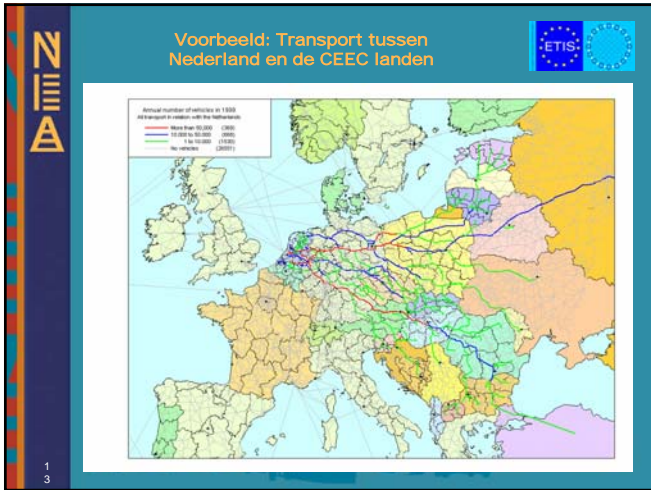 NEA
Voorbeeld: Transport tussen
Nederland en de CEEC landen
ETIS
Annual number of vehicles in 1998
All transport in relation with the Netherlands
More than 50,000
10,000 to 50,000
1 to 10,000
No vehicles
1
3